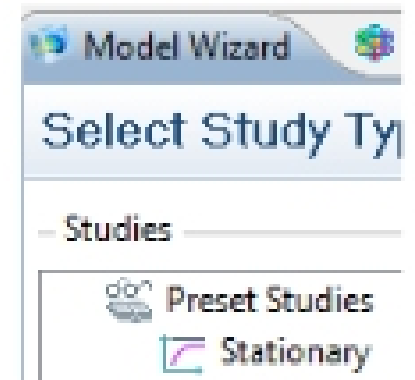 Model Wizard
Select Study Ty
Studies
Preset Studies
Stationary